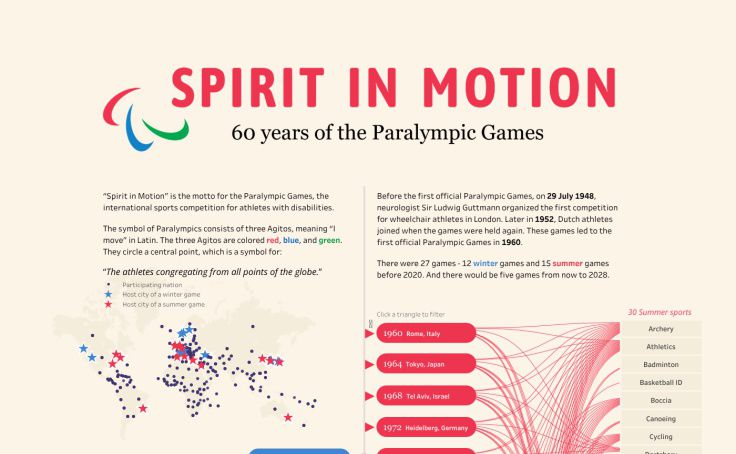 SPIRIT IN MOTION
60 years of the Paralympic Games
“Spirit in Motion” is the motto for the Paralympic Games, the
international sports competition for athletes with disabilities.
The symbol of Paralympics consists of three Agitos, meaning “I
move” in Latin. The three Agitos are colored red, blue, and green.
They circle a central point, which is a symbol for:
“The athletes congregating from all points of the globe.”
Participating nation
Host city of a winter game
Host city of a summer game
Before the first official Paralympic Games, on 29 July 1948,
neurologist Sir Ludwig Guttmann organized the first competition
for wheelchair athletes in London. Later in 1952, Dutch athletes
joined when the games were held again. These games led to the
first official Paralympic Games in 1960.
There were 27 games - 12 winter games and 15 summer games
before 2020. And there would be five games from now to 2028.
Click a triangle to filter
1960 Rome, Italy
1964 Tokyo, Japan
1968 Tel Aviv, Israel
1972 Heidelberg, Germany
30 Summer sports
Archery
Athletics
Badminton
Basketball ID
Boccia
Canoeing
Cycling